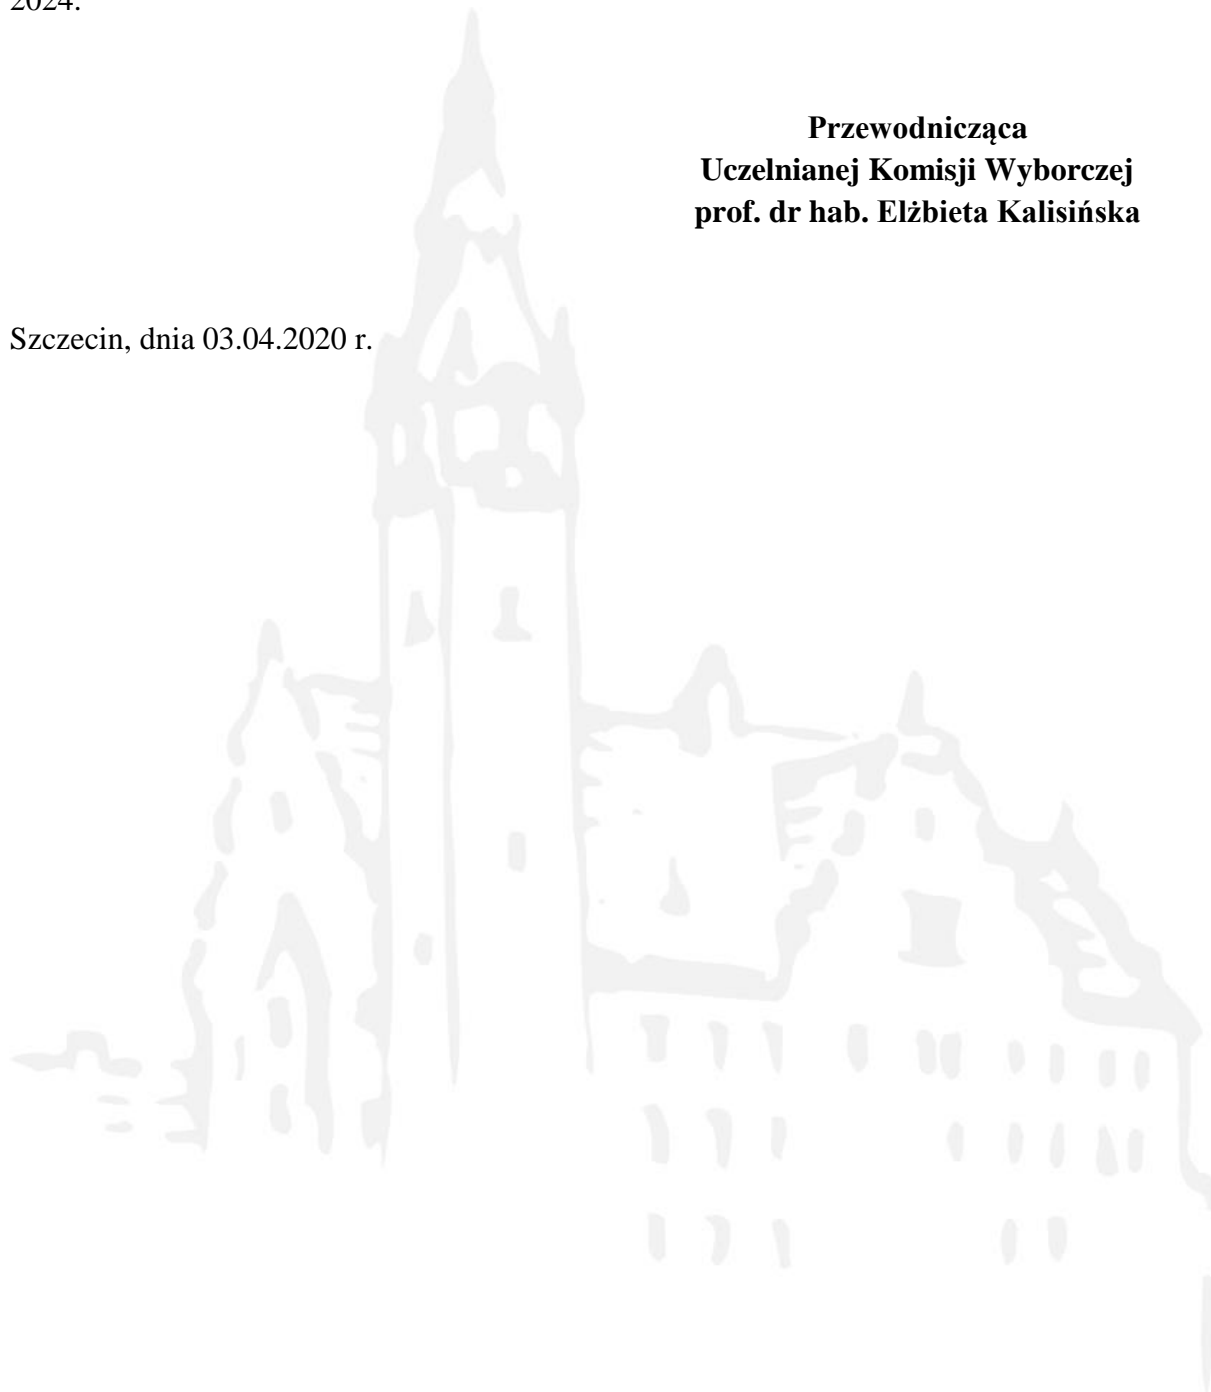 2024.
Przewodnicząca
Uczelnianej Komisji Wyborczej
prof. dr hab. Elżbieta Kalisińska
Szczecin, dnia 03.04.2020 r.